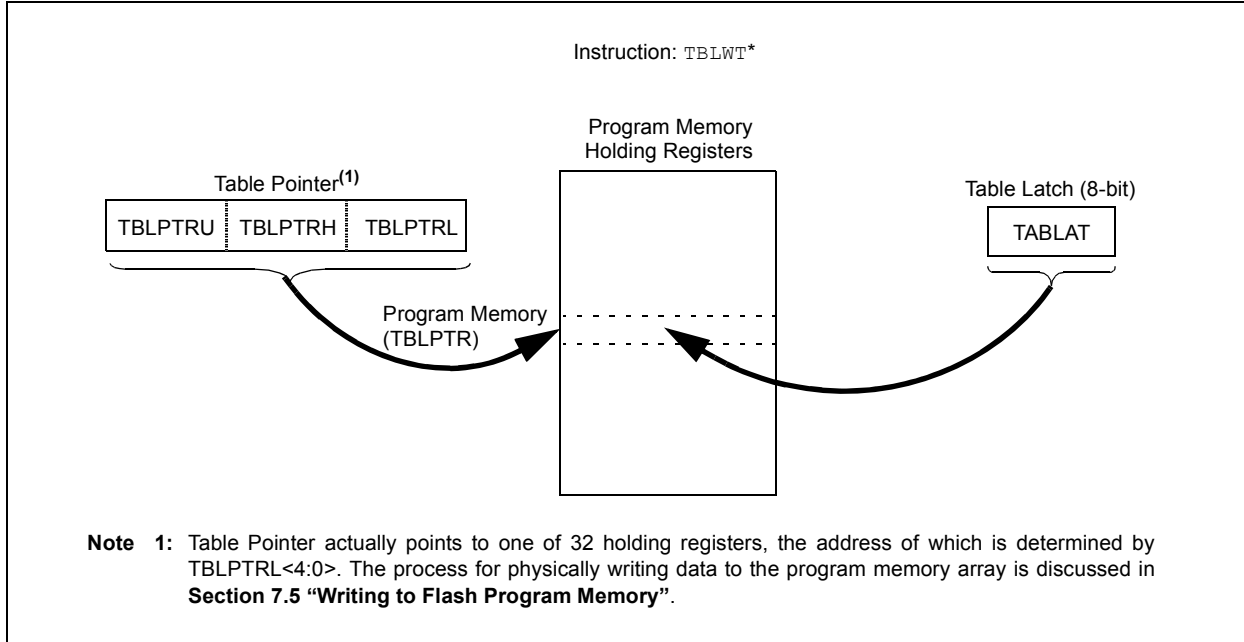 Instruction: TBLWT*
Program Memory
Holding Registers
Table Pointer(1)
Table Latch (8-bit)
TBLPTRU TBLPTRH TBLPTRL
TABLAT
Program Memory
(TBLPTR)
Note 1: Table Pointer actually points to one of 32 holding registers, the address of which is determined by
TBLPTRL<4:0>. The process for physically writing data to the program memory array is discussed in
Section 7.5 “Writing to Flash Program Memory”.